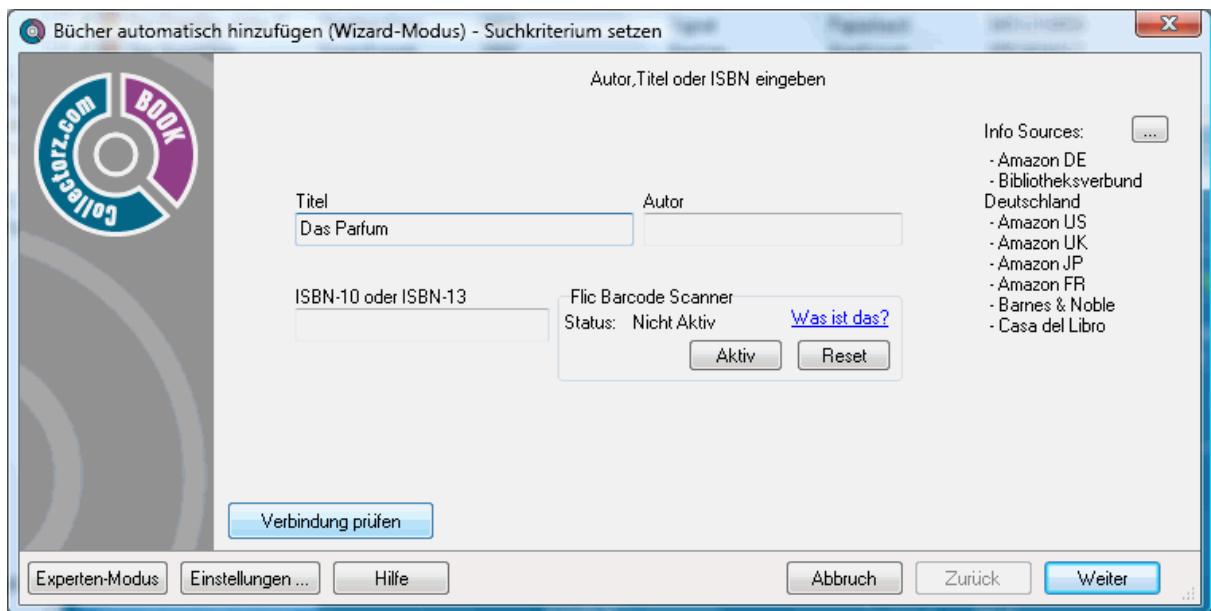 Bücher automatisch hinzufügen (Wizard-Modus) - Suchkriterium setzen
Collectorz.com
BOOK
Autor,Titel oder ISBN eingeben
Info Sources:
...
- Amazon DE
- Bibliotheksverbund
Deutschland
- Amazon US
- Amazon UK
- Amazon JP
- Amazon FR
- Barnes & Noble
- Casa del Libro
Titel
Autor
Das Parfum
ISBN-10 oder ISBN-13
Flic Barcode Scanner
Status: Nicht Aktiv
Was ist das?
Aktiv
Reset
Verbindung prüfen
Experten-Modus
Einstellungen ...
Hilfe
Abbruch
Zurück
Weiter